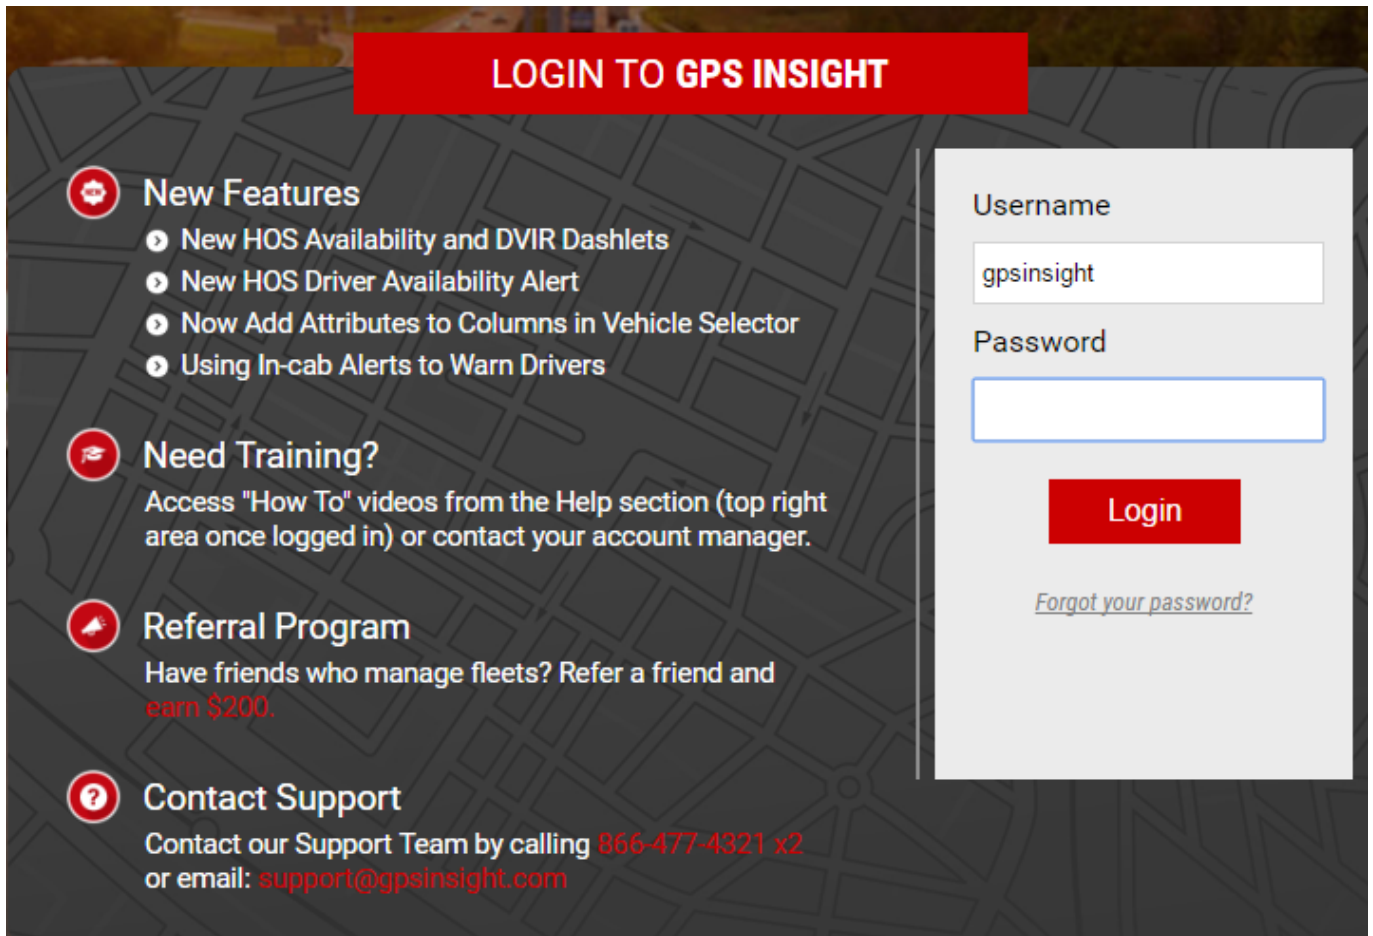 LOGIN TO GPS INSIGHT
New Features
New HOS Availability and DVIR Dashlets
New HOS Driver Availability Alert
Now Add Attributes to Columns in Vehicle Selector
Using In-cab Alerts to Warn Drivers
Need Training?
Access "How To" videos from the Help section (top right
area once logged in) or contact your account manager.
Referral Program
Have friends who manage fleets? Refer a friend and
earn $200.
Contact Support
Contact our Support Team by calling 866-477-4321 x2
or email: support@gpsinsight.com
Username
gpsinsight
Password
Login
Forgot your password?